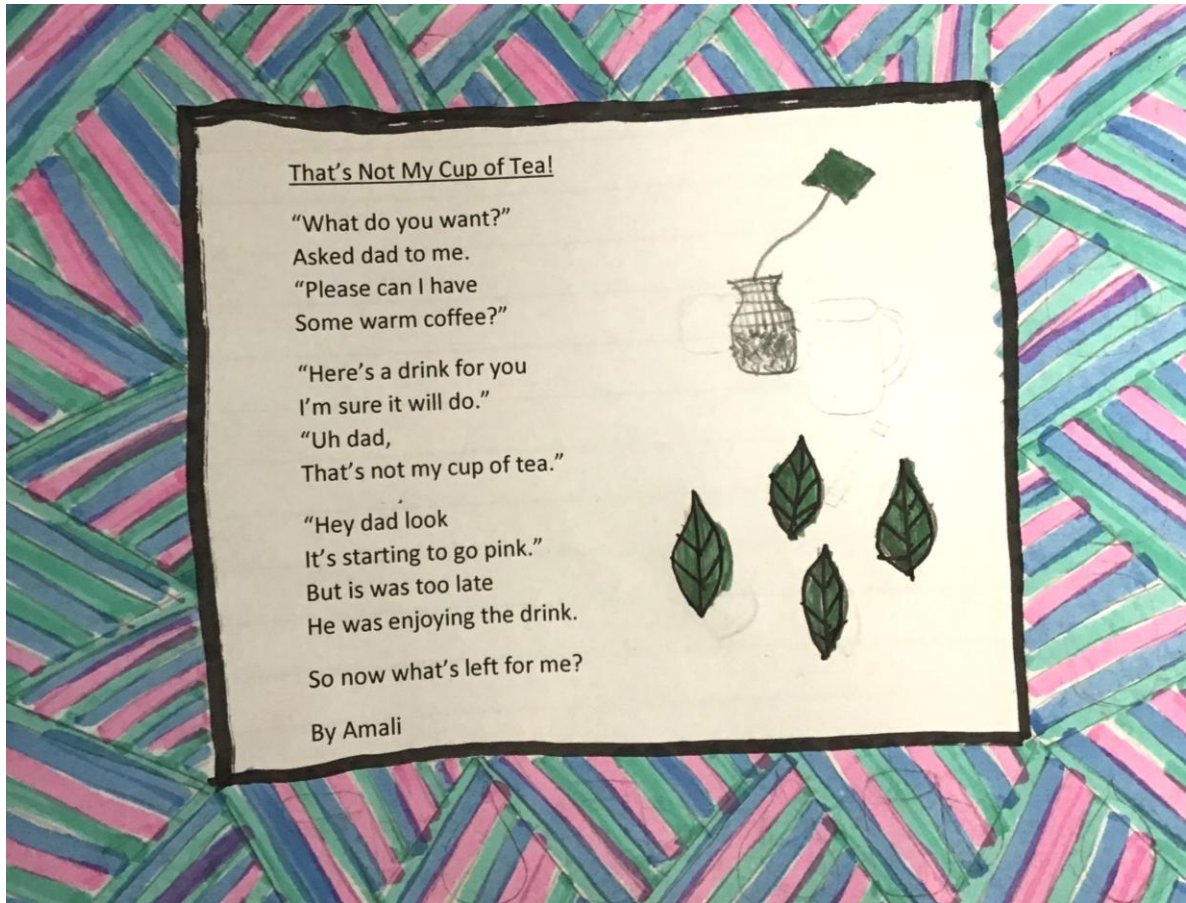 That's Not My Cup of Tea!
“What do you want?”
Asked dad to me.
“Please can I have
Some warm coffee?”
“Here's a drink for you
I'm sure it will do.”
“Uh dad,
That's not my cup of tea.”
“Hey dad look
It's starting to go pink.”
But is was too late
He was enjoying the drink.
So now what's left for me?
By Amali